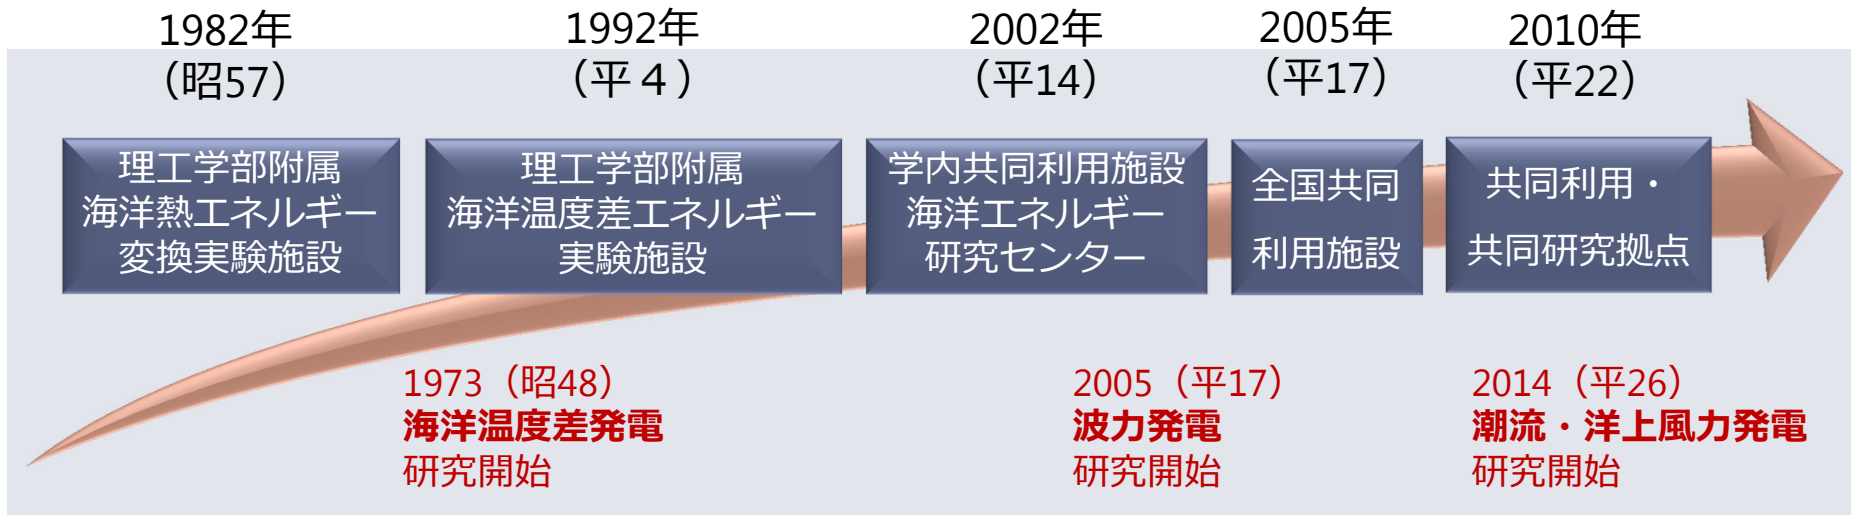 1982年
（昭57）
1992年
（平４）
2002年
（平14）
2005年
（平17）
2010年
（平22）
理工学部附属
海洋熱エネルギー
変換実験施設
理工学部附属
海洋温度差エネルギー
実験施設
学内共同利用施設
海洋エネルギー
研究センター
全国共同
利用施設
共同利用・
共同研究拠点
1973（昭48）
海洋温度差発電
研究開始
2005（平17）
波力発電
研究開始
2014（平26）
潮流・洋上風力発電
研究開始